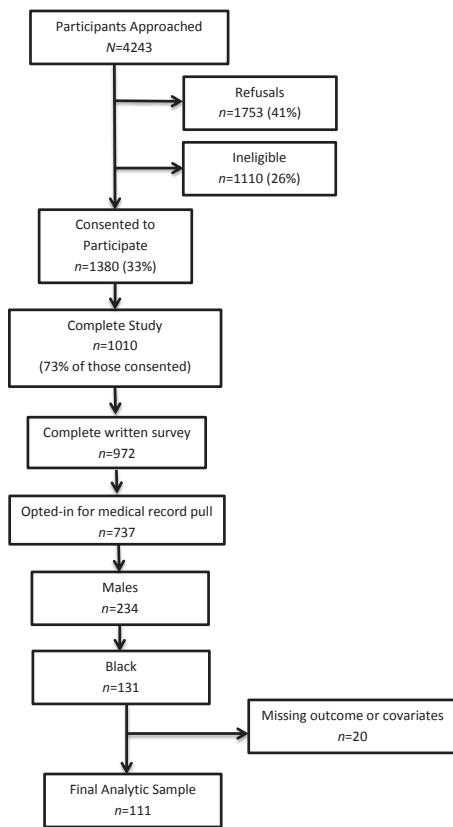 Participants Approached
N=4243
Refusals
n=1753 (41%)
Ineligible
n=1110 (26%)
Consented to
Participate
n=1380 (33%)
Complete Study
n=1010
(73% of those consented)
Complete written survey
n=972
Opted-in for medical record pull
n=737
Males
n=234
Black
n=131
Missing outcome or covariates
n=20
Final Analytic Sample
n=111